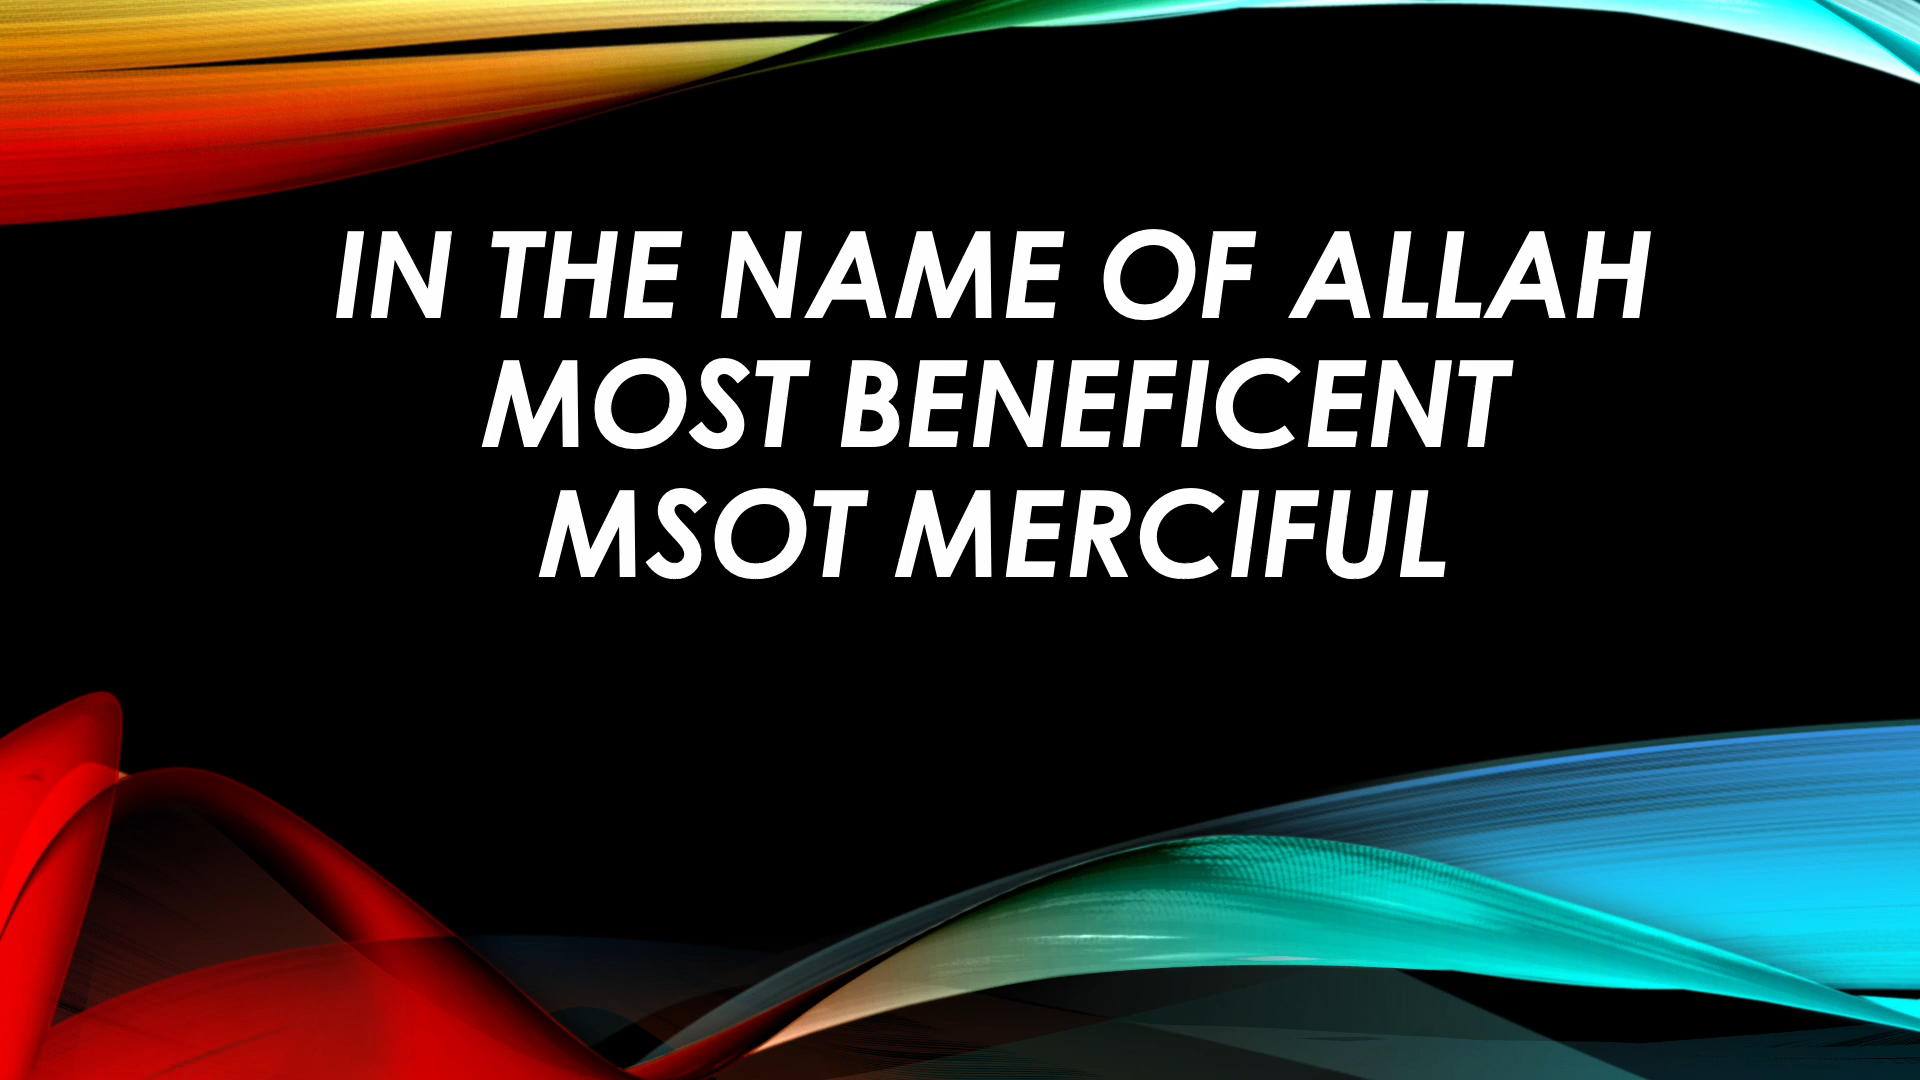 IN THE NAME OF ALLAH
MOST BENEFICENT
MSOT MERCIFUL